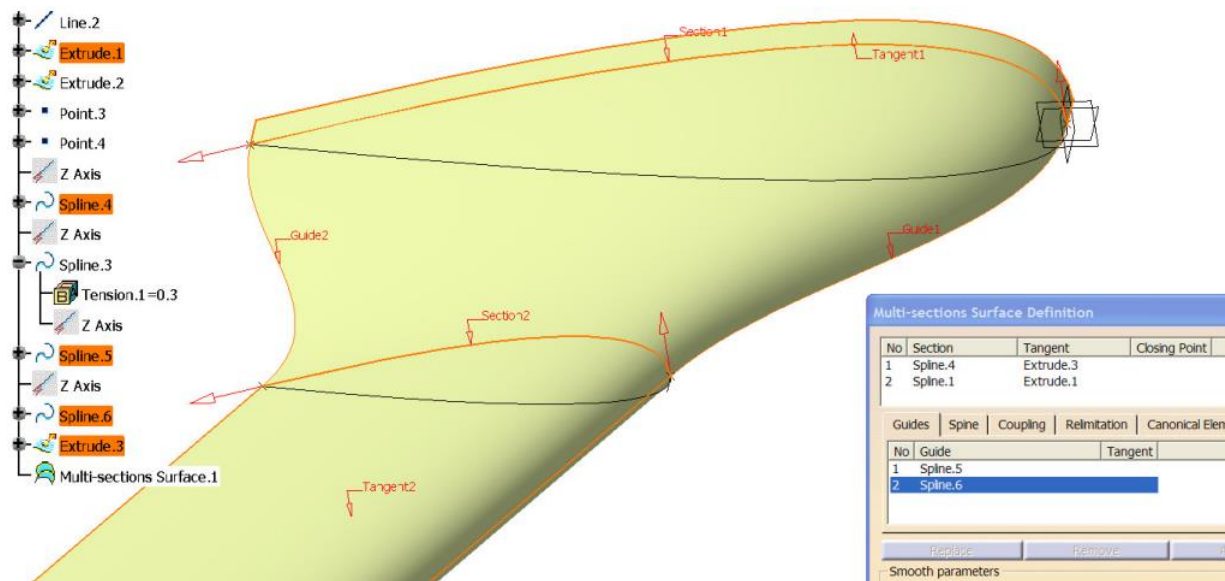 Line.2
Extrude.1
Extrude.2
Point.3
Point.4
Z Axis
Spline.4
Z Axis
Spline.3
B
Tension.1=0.3
Z Axis
Spline.5
Z Axis
Spline.6
Extrude.3
Multi-sections Surface.1
Section1
Tangent1
Guide2
Guide1
Section2
Tangent2
Multi-sections Surface Definition
No Section Tangent Closing Point
1 Spline.4 Extrude.3
2 Spline.1 Extrude.1
Guides Spine Coupling Relimitation Canonical Elem
No Guide Tangent
1 Spline.5
2 Spline.6
Replace Remove A
Smooth parameters